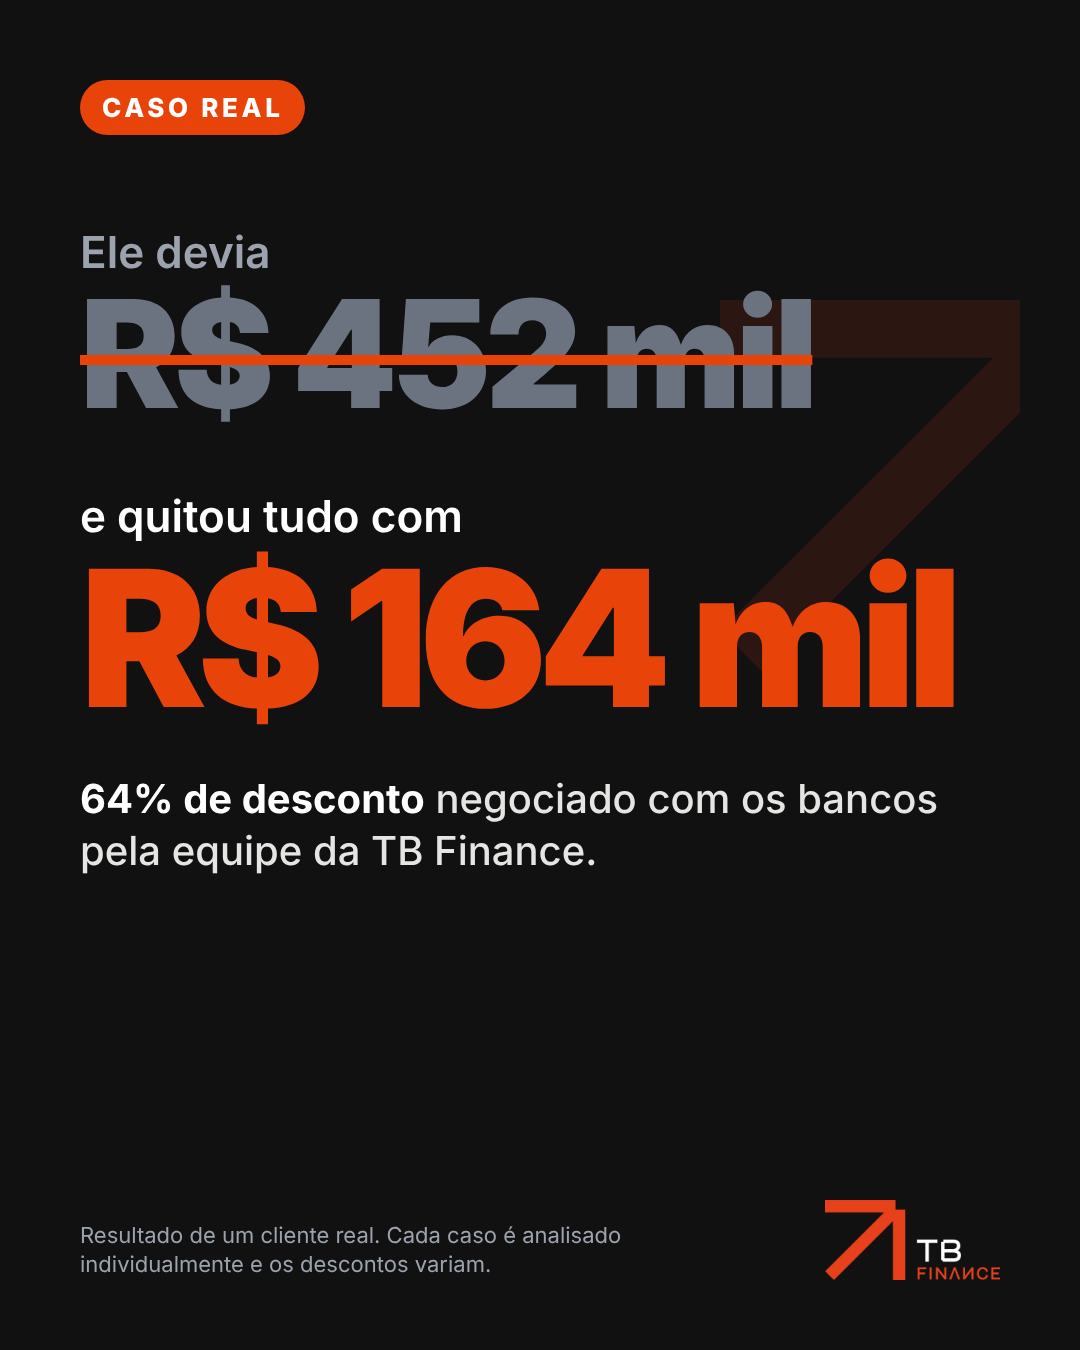 CASO REAL
Ele devia
R$ 452 mil
e quitou tudo com
R$ 164 mil
64% de desconto negociado com os bancos
pela equipe da TB Finance.
Resultado de um cliente real. Cada caso é analisado
individualmente e os descontos variam.
TB
FINANCE